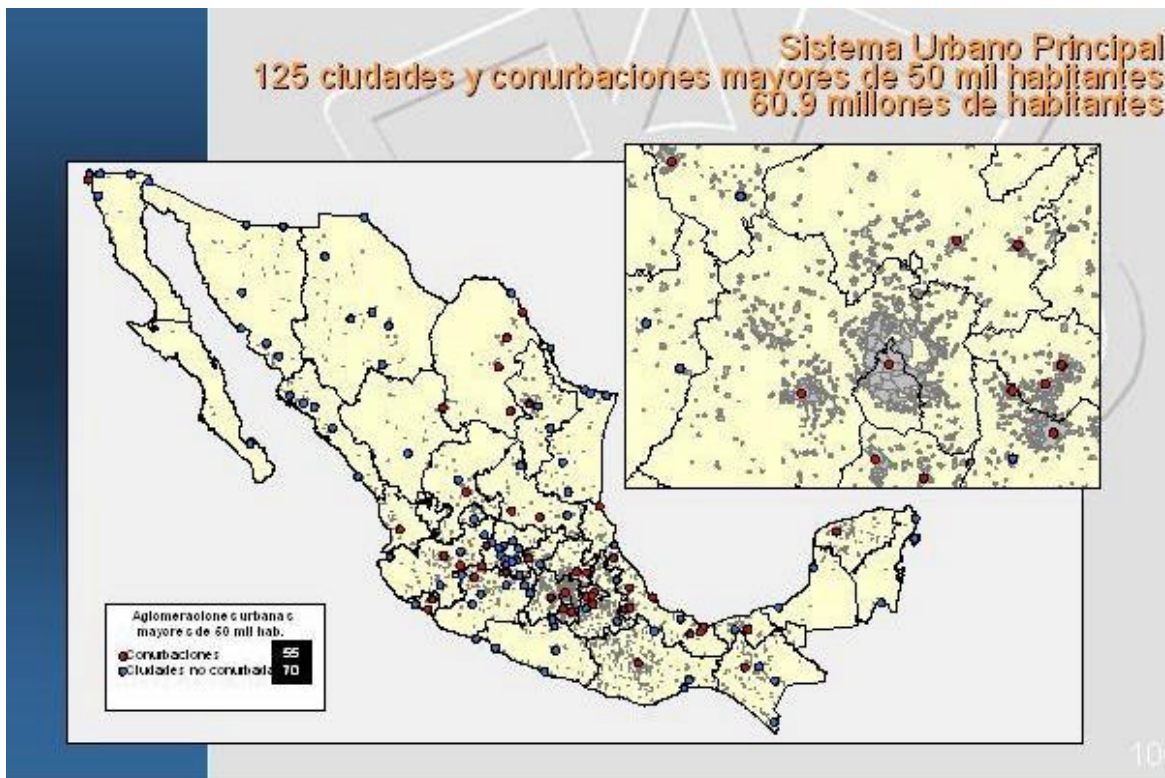 Sistema Urbano Principal
125 ciudades y conurbaciones mayores de 50 mil habitantes
60.9 millones de habitantes
Aglomeraciones urbanas
mayores de 50 mil hab.
Conurbaciones 55
Ciudades no conurbada 70
10